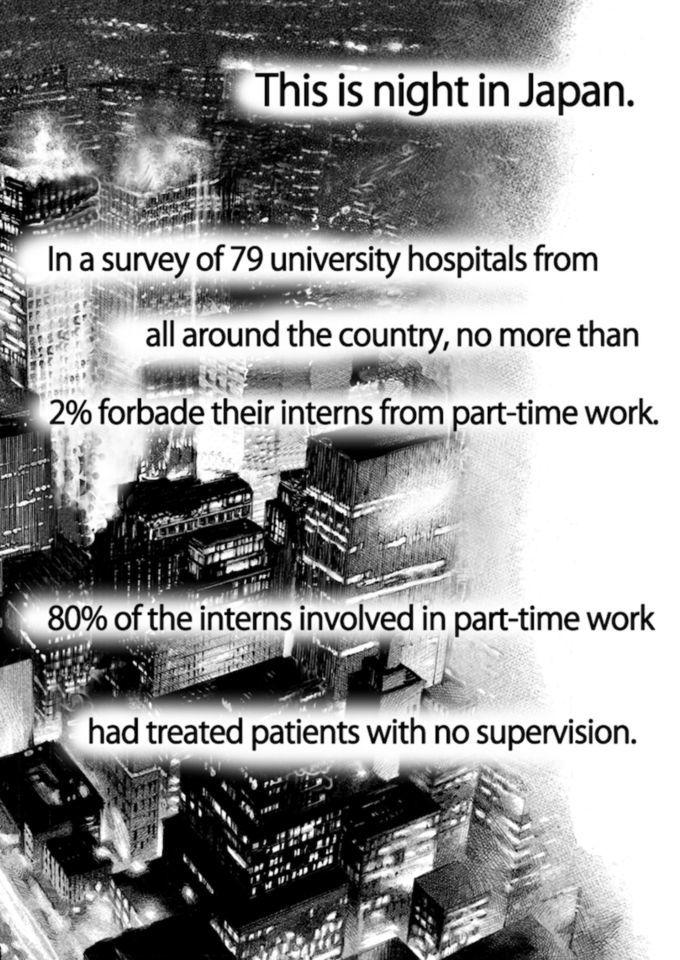 This is night in Japan.
In a survey of 79 university hospitals from
all around the country, no more than
2% forbade their interns from part-time work.
80% of the interns involved in part-time work
had treated patients with no supervision.